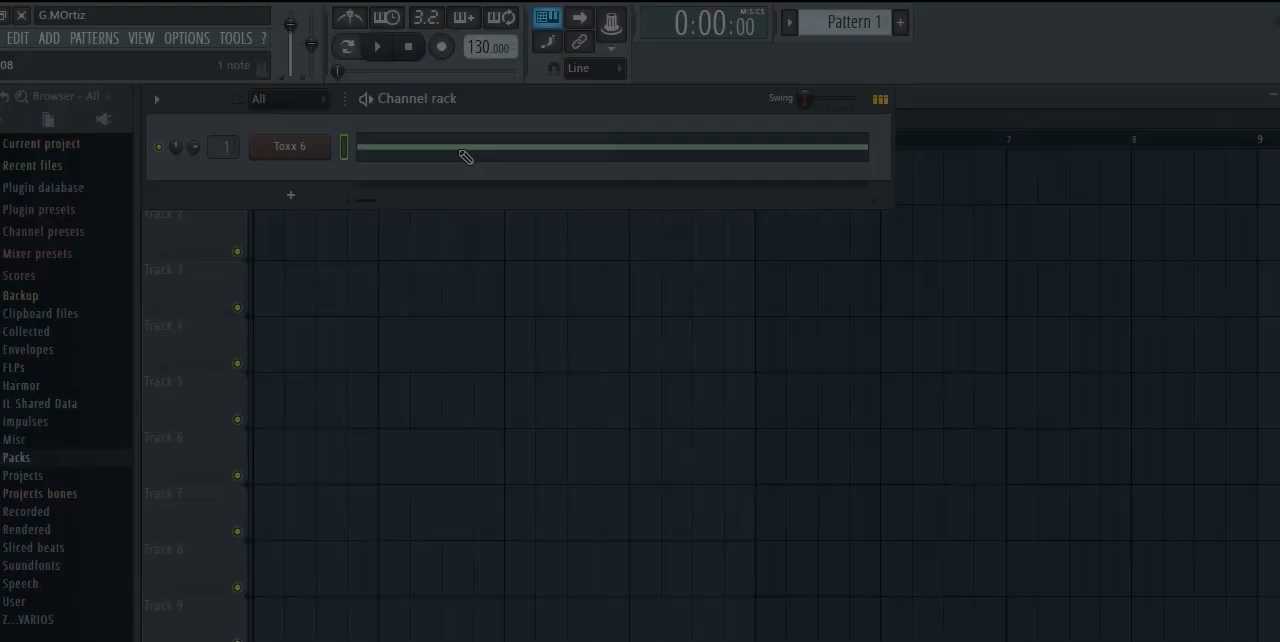 G.MOrtiz
EDIT ADD PATTERNS VIEW OPTIONS TOOLS ?
08 1 note
3.2.
130.000
Line
0:00:00
M:S:CS
Pattern 1
Browser - All
All
Channel rack
Swing
1 Toxx 6
+
7 8 9
Current project
Recent files
Plugin database
Plugin presets
Channel presets
Mixer presets
Scores
Backup
Clipboard files
Collected
Envelopes
FLPs
Harmor
IL Shared Data
Impulses
Misc
Packs
Projects
Projects bones
Recorded
Rendered
Sliced beats
Soundfonts
Speech
User
Z...VARIOS
Track 2
Track 3
Track 4
Track 5
Track 6
Track 7
Track 8
Track 9